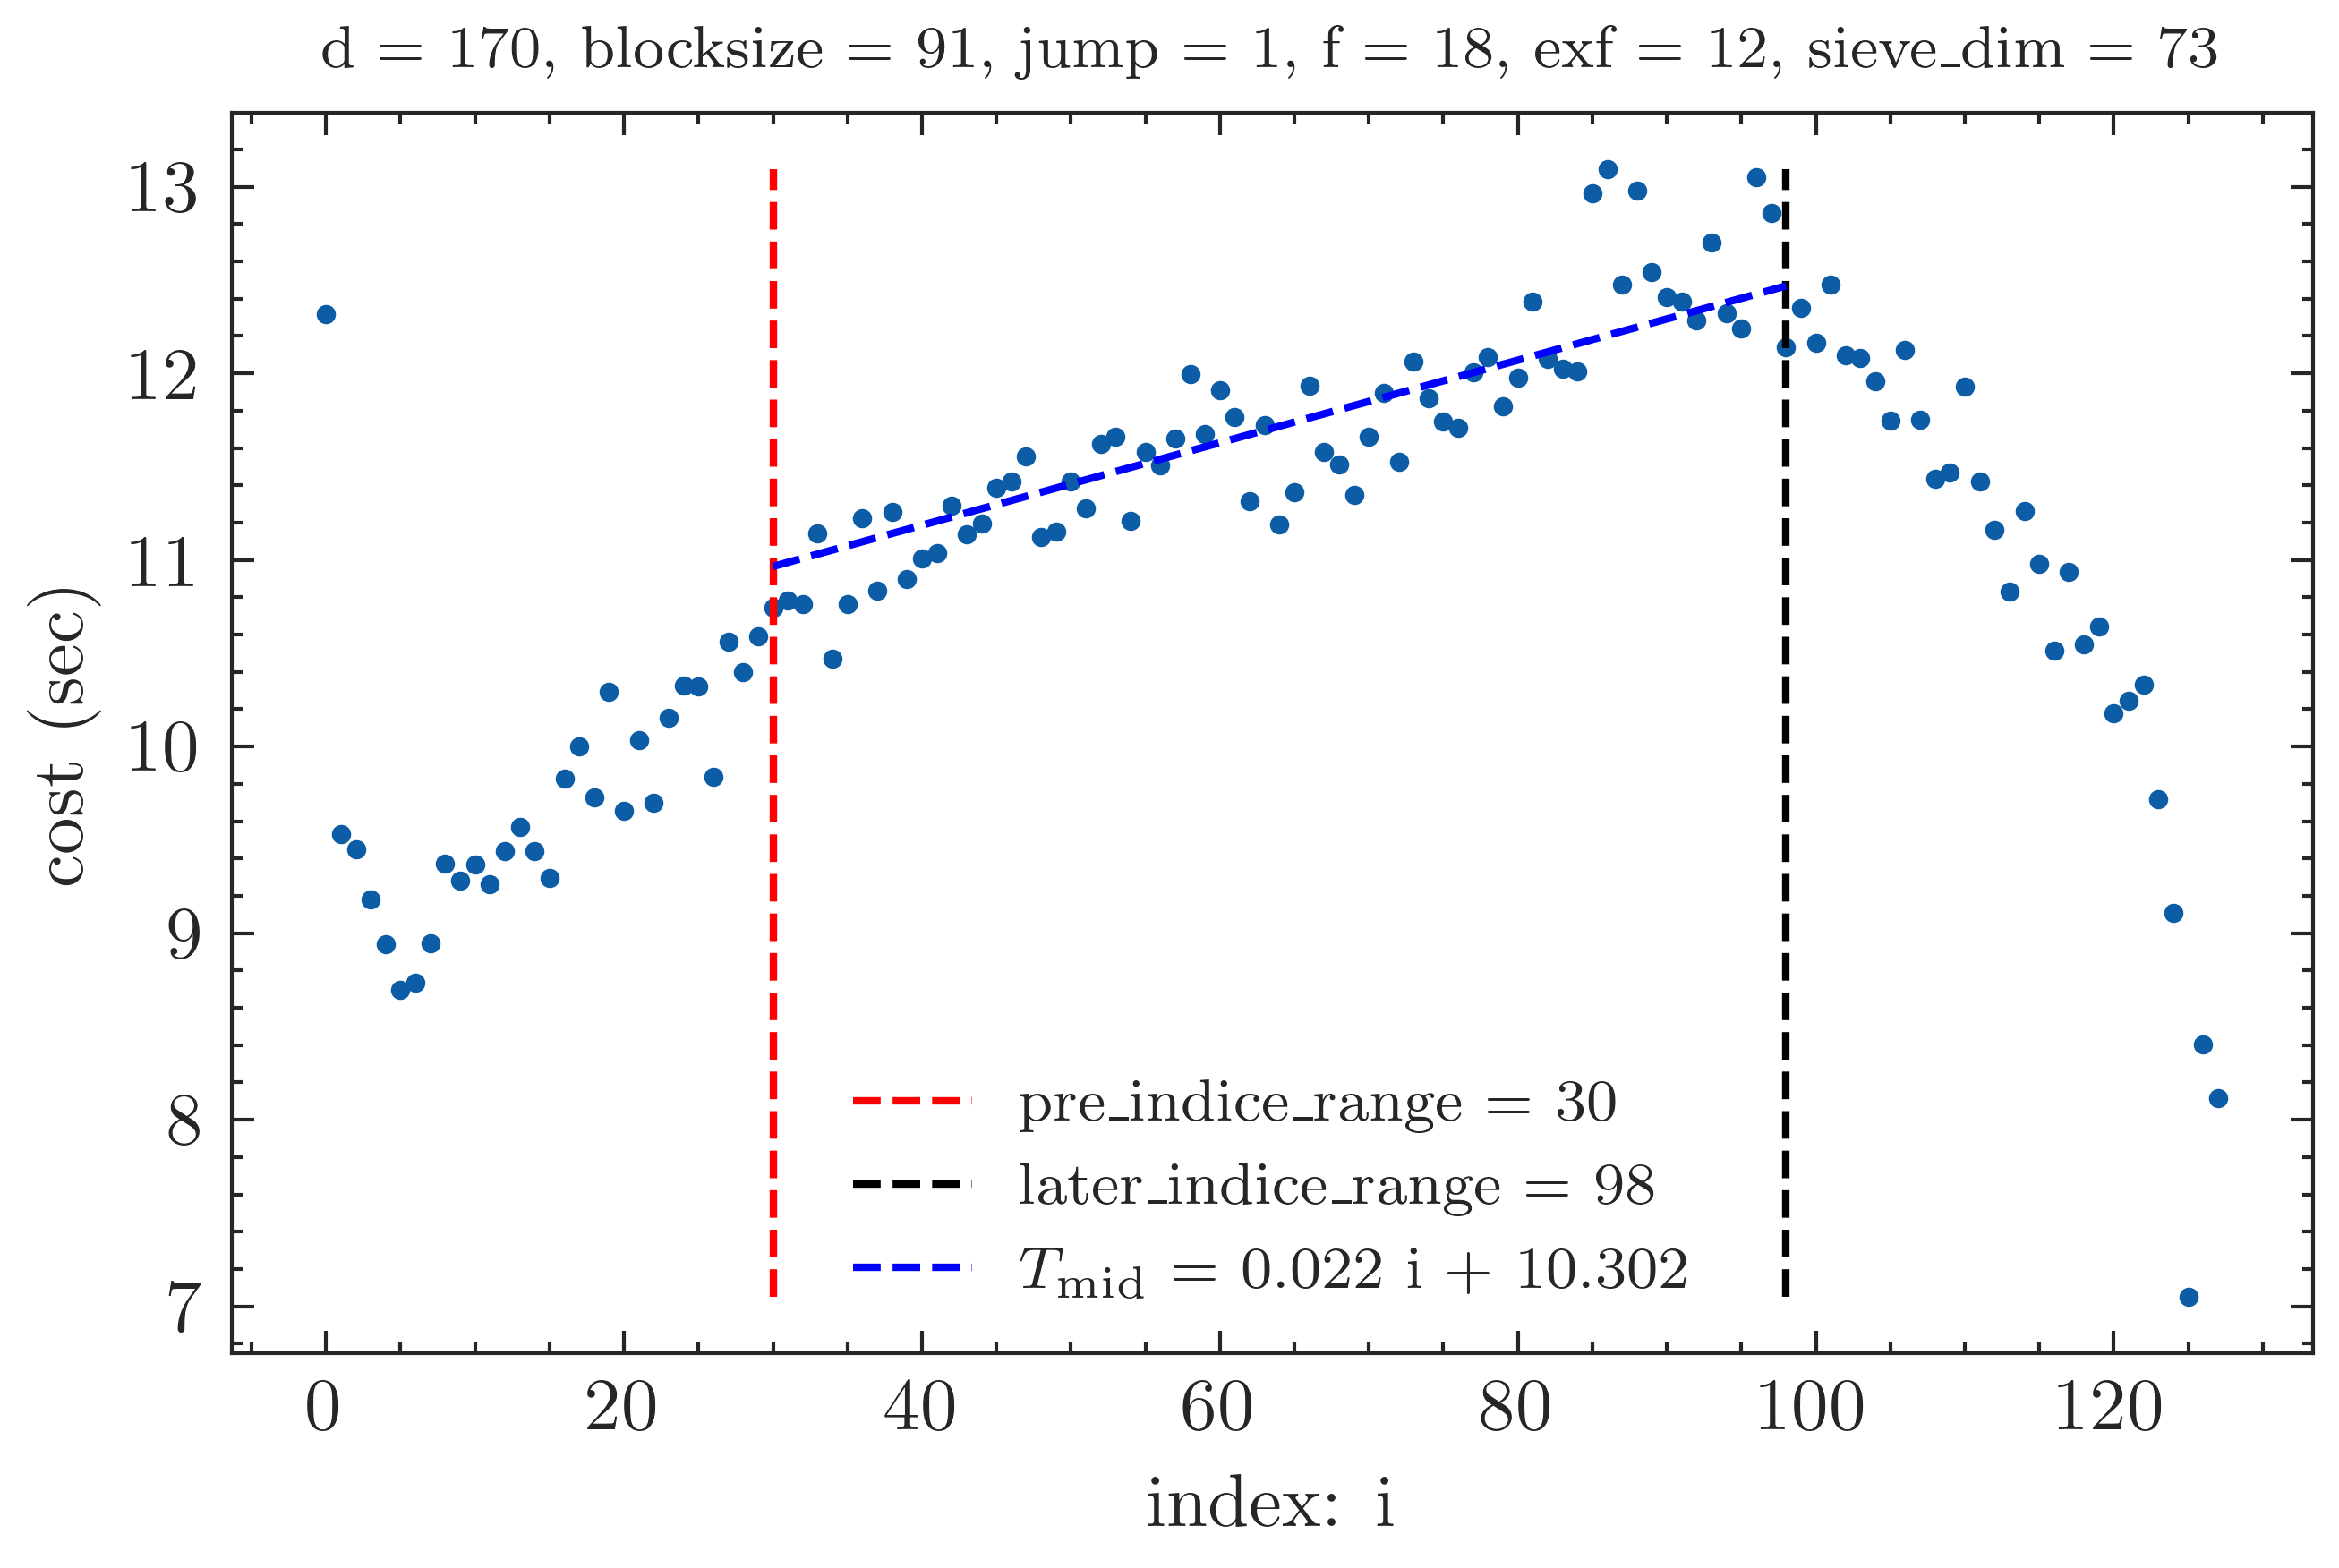 d = 170, blocksize = 91, jump = 1, f = 18, exf = 12, sieve_dim = 73
13
12
11
10
9
8
7
cost (sec)
pre_indice_range = 30
later_indice_range = 98
T_mid = 0.022 i + 10.302
0 20 40 60 80 100 120
index: i